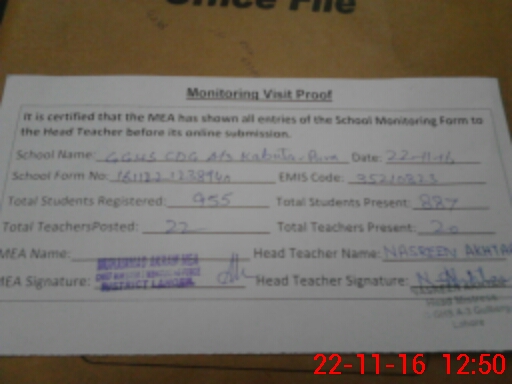 Office File
Monitoring Visit Proof
It is certified that the MEA has shown all entries of the School Monitoring Form to
the Head Teacher before its online submission.
School Name: GGHS CDG A/3 Date: 22-11-16
School Form No: EMIS Code: 35210323
Total Students Registered: 955 Total Students Present: 887
Total TeachersPosted: 22 Total Teachers Present: 20
MEA Name: Head Teacher Name: NASREEN AKHTAR
MEA Signature: DISTRICT LAHORE Head Teacher Signature:
Head Mistress
Lahore
22-11-16 12:50